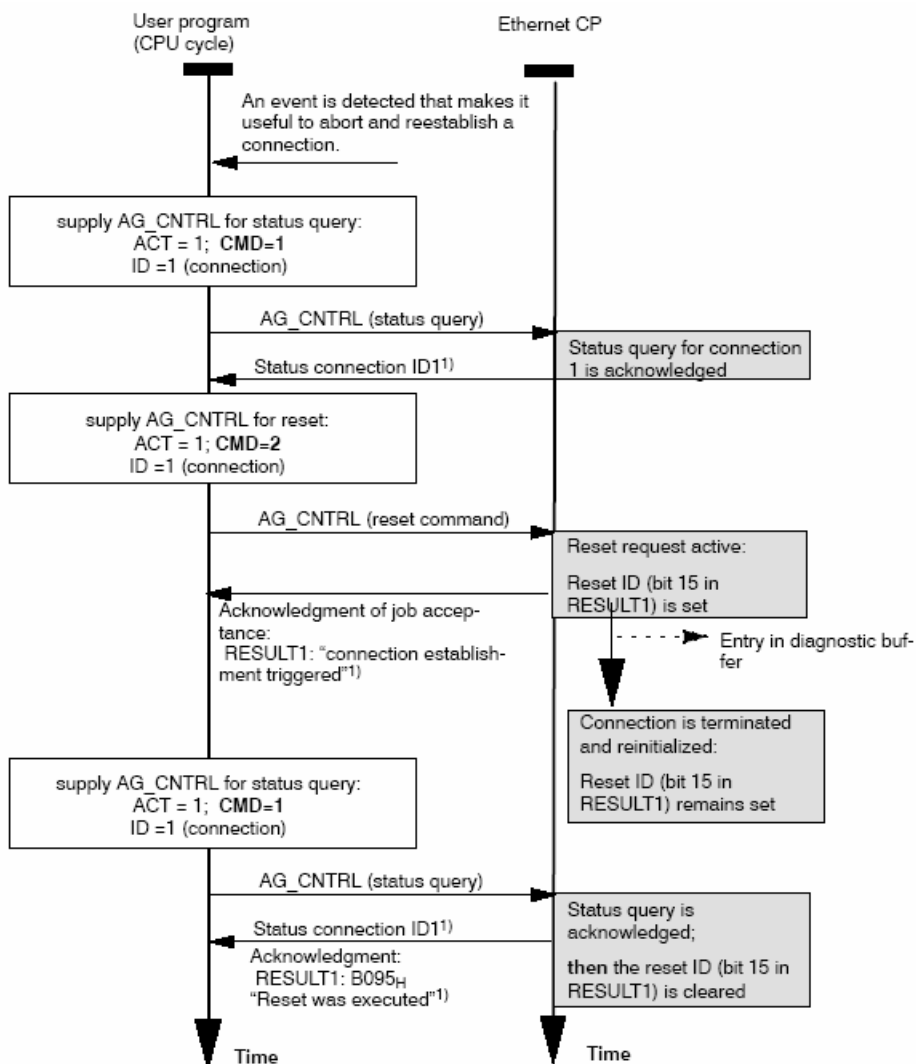 User program
(CPU cycle)
Ethernet CP
An event is detected that makes it
useful to abort and reestablish a
connection.
supply AG_CNTRL for status query:
ACT = 1; CMD=1
ID =1 (connection)
AG_CNTRL (status query)
Status query for connection
1 is acknowledged
Status connection ID1¹⁾
supply AG_CNTRL for reset:
ACT = 1; CMD=2
ID =1 (connection)
AG_CNTRL (reset command)
Reset request active:
Reset ID (bit 15 in
RESULT1) is set
Acknowledgment of job accep-
tance:
RESULT1: “connection establish-
ment triggered”¹⁾
Entry in diagnostic buf-
fer
Connection is terminated
and reinitialized:
Reset ID (bit 15 in
RESULT1) remains set
supply AG_CNTRL for status query:
ACT = 1; CMD=1
ID =1 (connection)
AG_CNTRL (status query)
Status query is
acknowledged;
then the reset ID (bit 15 in
RESULT1) is cleared
Status connection ID1¹⁾
Acknowledgment:
RESULT1: B095H
“Reset was executed”¹⁾
Time
Time